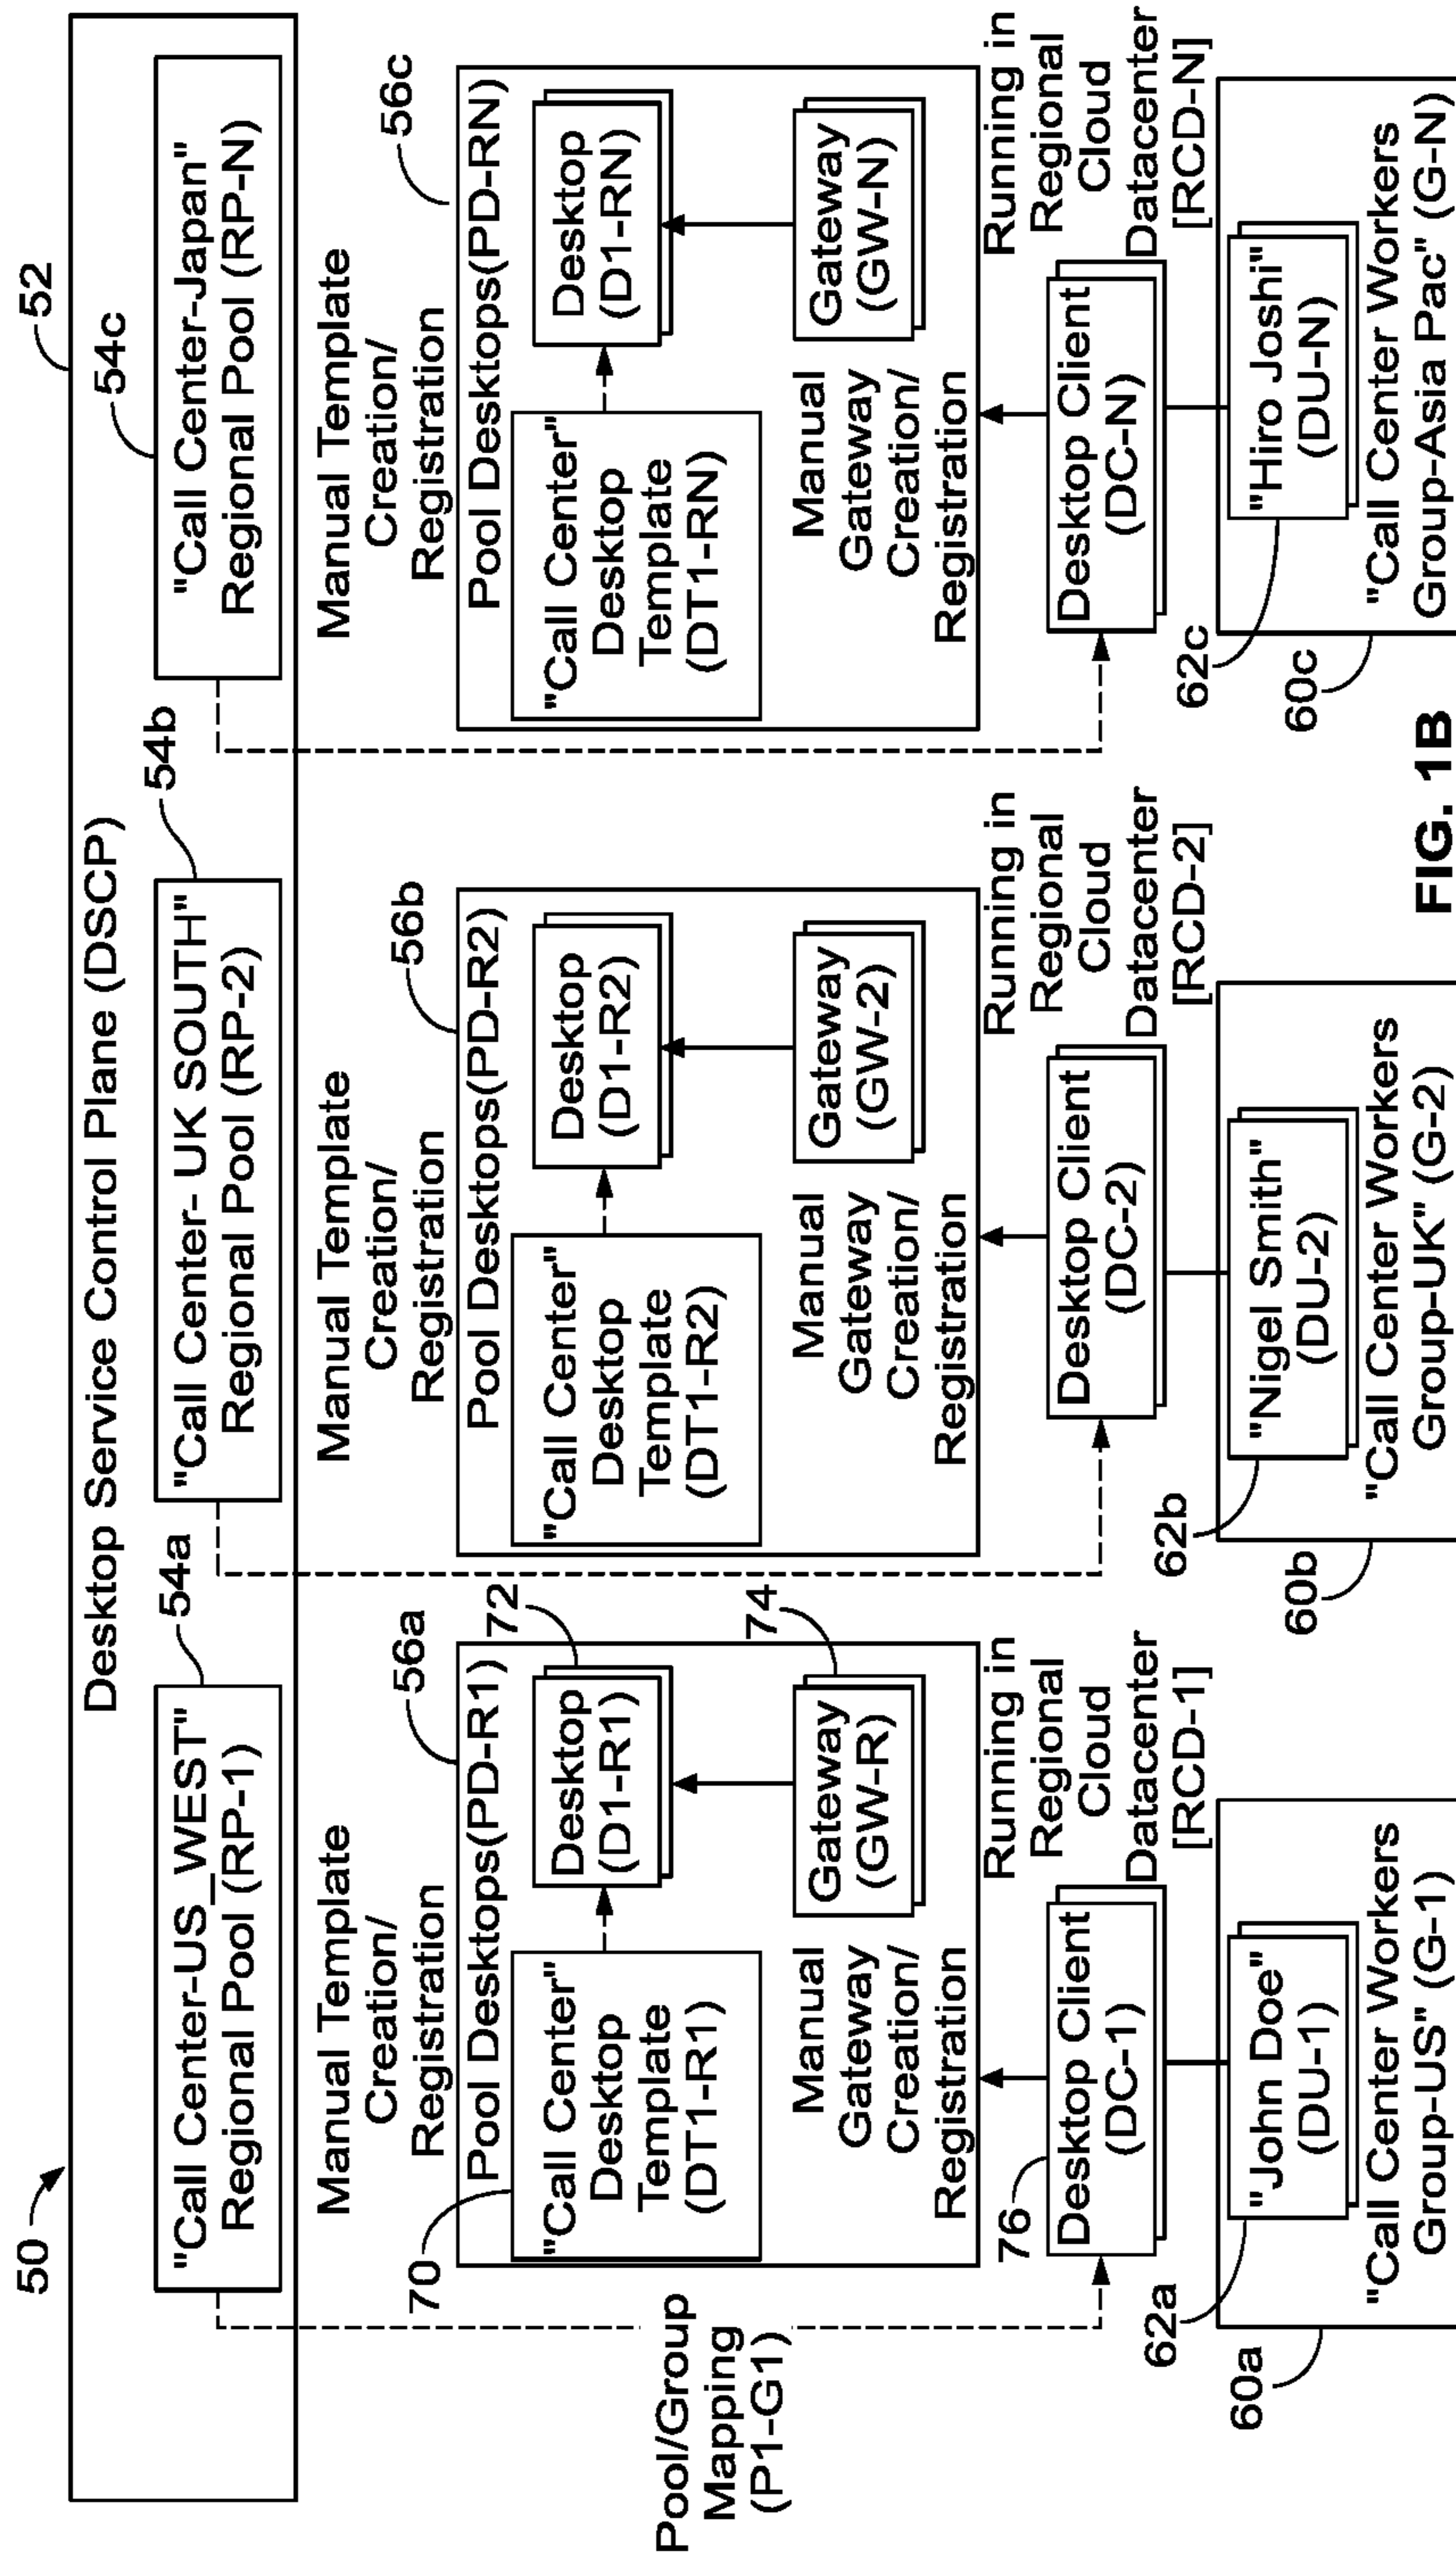 50
52
Desktop Service Control Plane (DSCP)
54a
54b
54c
"Call Center-US_WEST"
Regional Pool (RP-1)
"Call Center- UK SOUTH"
Regional Pool (RP-2)
"Call Center-Japan"
Regional Pool (RP-N)
Pool/Group
Mapping
(P1-G1)
Manual Template
Creation/
Registration
56a
Pool Desktops(PD-R1)
70
"Call Center"
Desktop
Template
(DT1-R1)
72
Desktop
(D1-R1)
74
Gateway
(GW-R)
Manual
Gateway/
Creation/
Registration
Running in
Regional
Cloud
Datacenter
[RCD-1]
76
Desktop Client
(DC-1)
62a
"John Doe"
(DU-1)
60a
"Call Center Workers
Group-US" (G-1)
Manual Template
Creation/
Registration
56b
Pool Desktops(PD-R2)
"Call Center"
Desktop
Template
(DT1-R2)
Desktop
(D1-R2)
Gateway
(GW-2)
Manual
Gateway/
Creation/
Registration
Running in
Regional
Cloud
Datacenter
[RCD-2]
Desktop Client
(DC-2)
62b
"Nigel Smith"
(DU-2)
60b
"Call Center Workers
Group-UK" (G-2)
Manual Template
Creation/
Registration
56c
Pool Desktops(PD-RN)
"Call Center"
Desktop
Template
(DT1-RN)
Desktop
(D1-RN)
Gateway
(GW-N)
Manual
Gateway/
Creation/
Registration
Running in
Regional
Cloud
Datacenter
[RCD-N]
Desktop Client
(DC-N)
62c
"Hiro Joshi"
(DU-N)
60c
"Call Center Workers
Group-Asia Pac" (G-N)
FIG. 1B